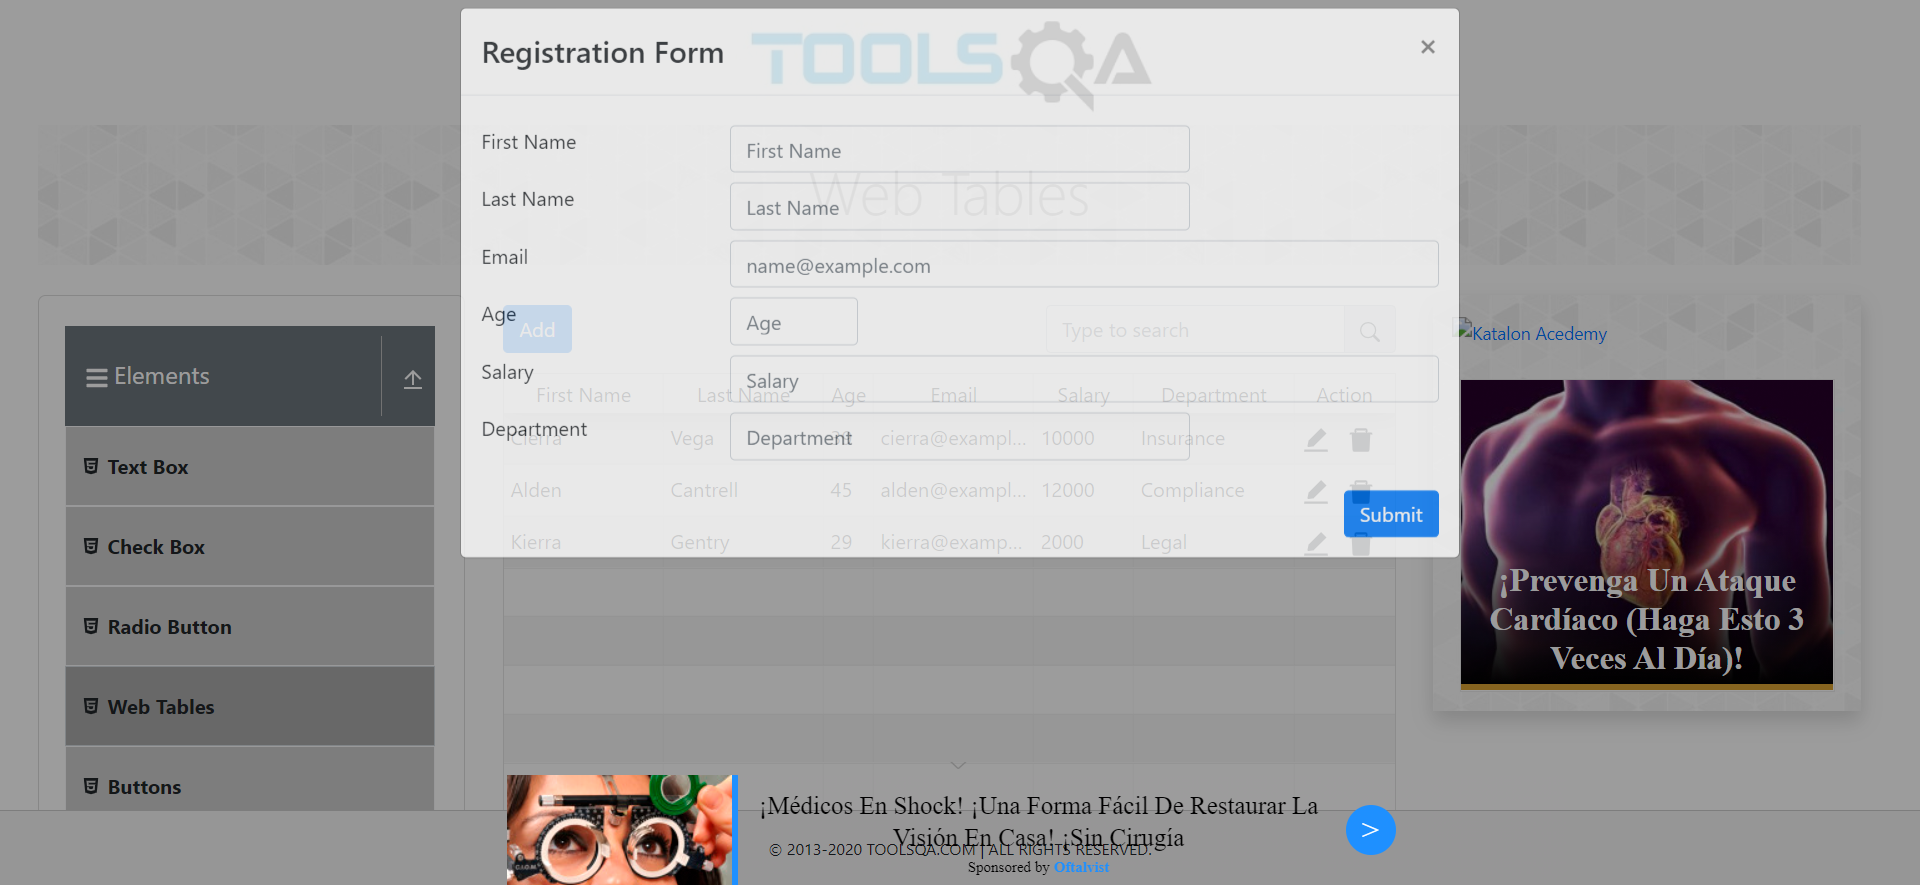 TOOLSQA
Registration Form
×
First Name
First Name
Web Tables
Last Name
Last Name
Email
name@example.com
Age
Age
Add
Type to search
Katalon Acedemy
Elements
Salary
Salary
First Name Last Name Age Email Salary Department Action
Department
Department
Cierra Vega cierra@exampl... 10000 Insurance
Alden Cantrell 45 alden@exampl... 12000 Compliance
Submit
Kierra Gentry 29 kierra@examp... 2000 Legal
Text Box
Check Box
Radio Button
Web Tables
Buttons
¡Prevenga Un Ataque
Cardíaco (Haga Esto 3
Veces Al Día)!
¡Médicos En Shock! ¡Una Forma Fácil De Restaurar La
Visión En Casa! ¡Sin Cirugía
>
© 2013-2020 TOOLSQA.COM | ALL RIGHTS RESERVED.
Sponsored by Oftalvist